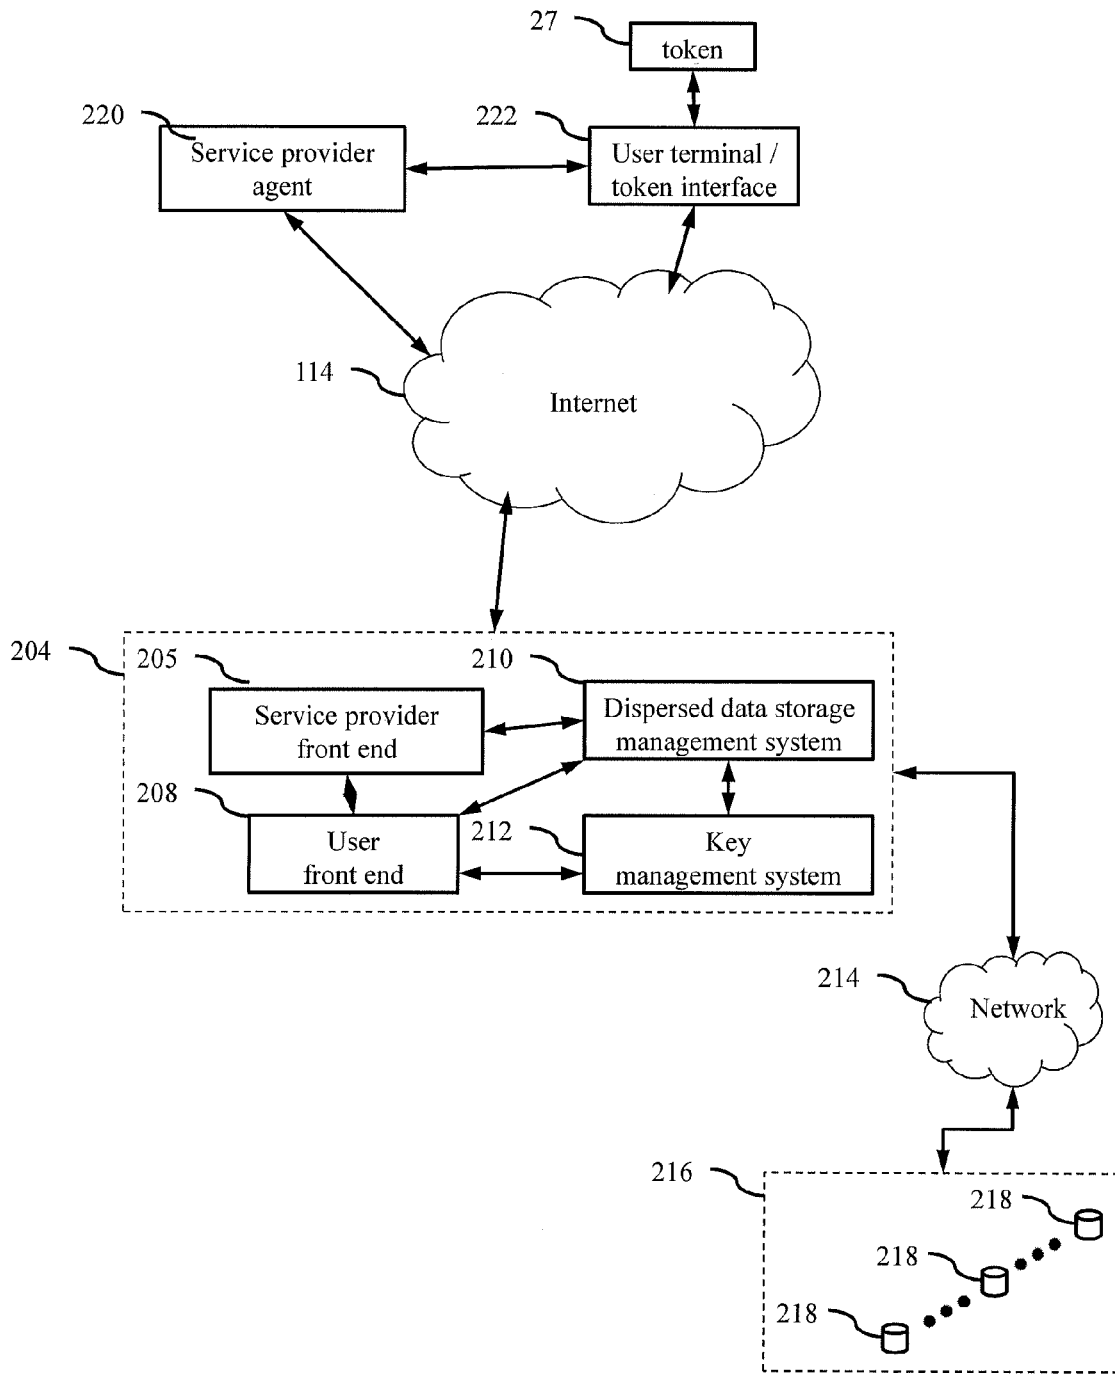 27
token
220
Service provider
agent
222
User terminal /
token interface
114
Internet
204
205
Service provider
front end
210
Dispersed data storage
management system
208
User
front end
212
Key
management system
214
Network
216
218
218
218